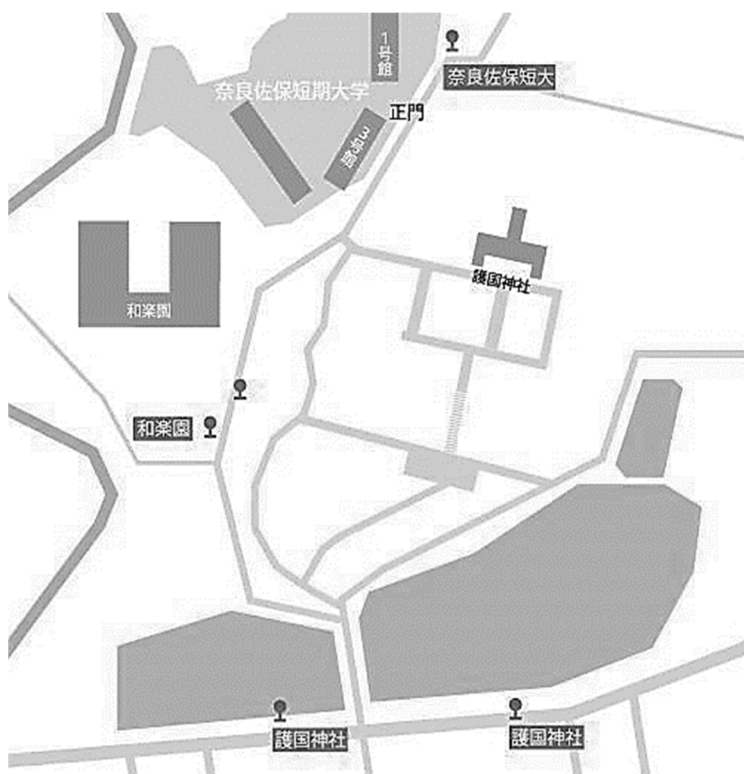 1号館
奈良佐保短大
奈良佐保短期大学
正門
3号館
護国神社
和楽園
和楽園
護国神社
護国神社